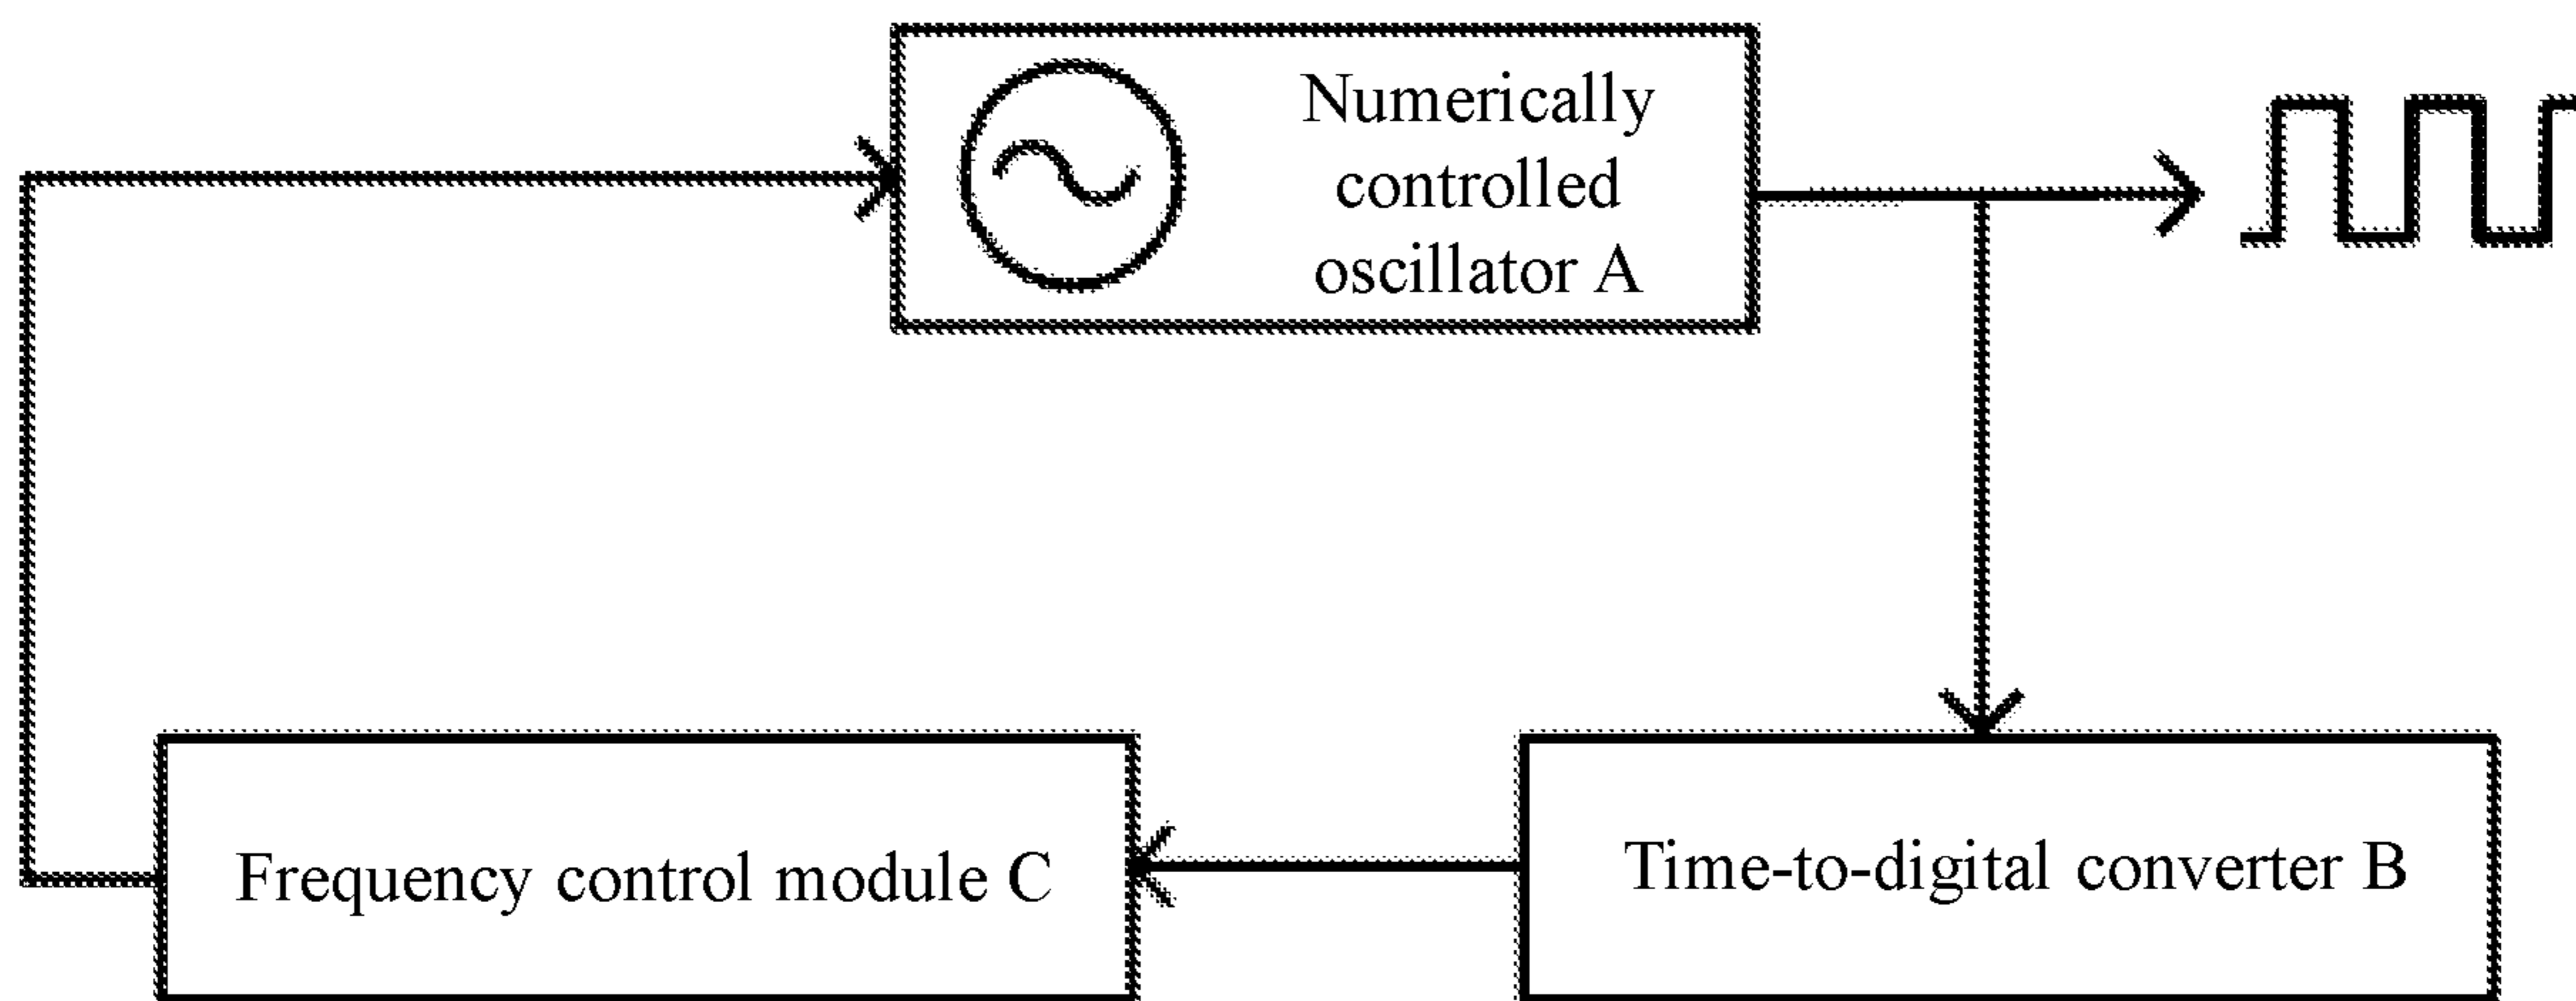 Numerically
controlled
oscillator A
Frequency control module C
Time-to-digital converter B